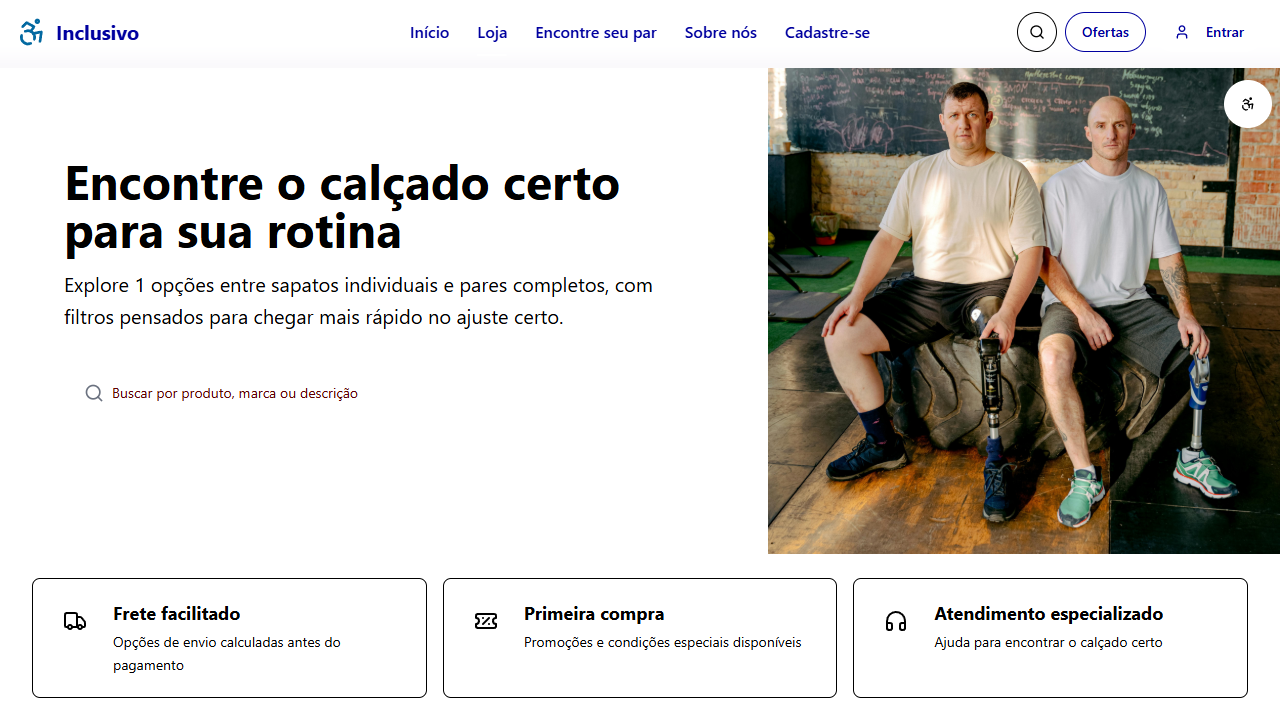 Inclusivo
Início
Loja
Encontre seu par
Sobre nós
Cadastre-se
Ofertas
Entrar
Encontre o calçado certo
para sua rotina
Explore 1 opções entre sapatos individuais e pares completos, com
filtros pensados para chegar mais rápido no ajuste certo.
Buscar por produto, marca ou descrição
Frete facilitado
Opções de envio calculadas antes do
pagamento
Primeira compra
Promoções e condições especiais disponíveis
Atendimento especializado
Ajuda para encontrar o calçado certo